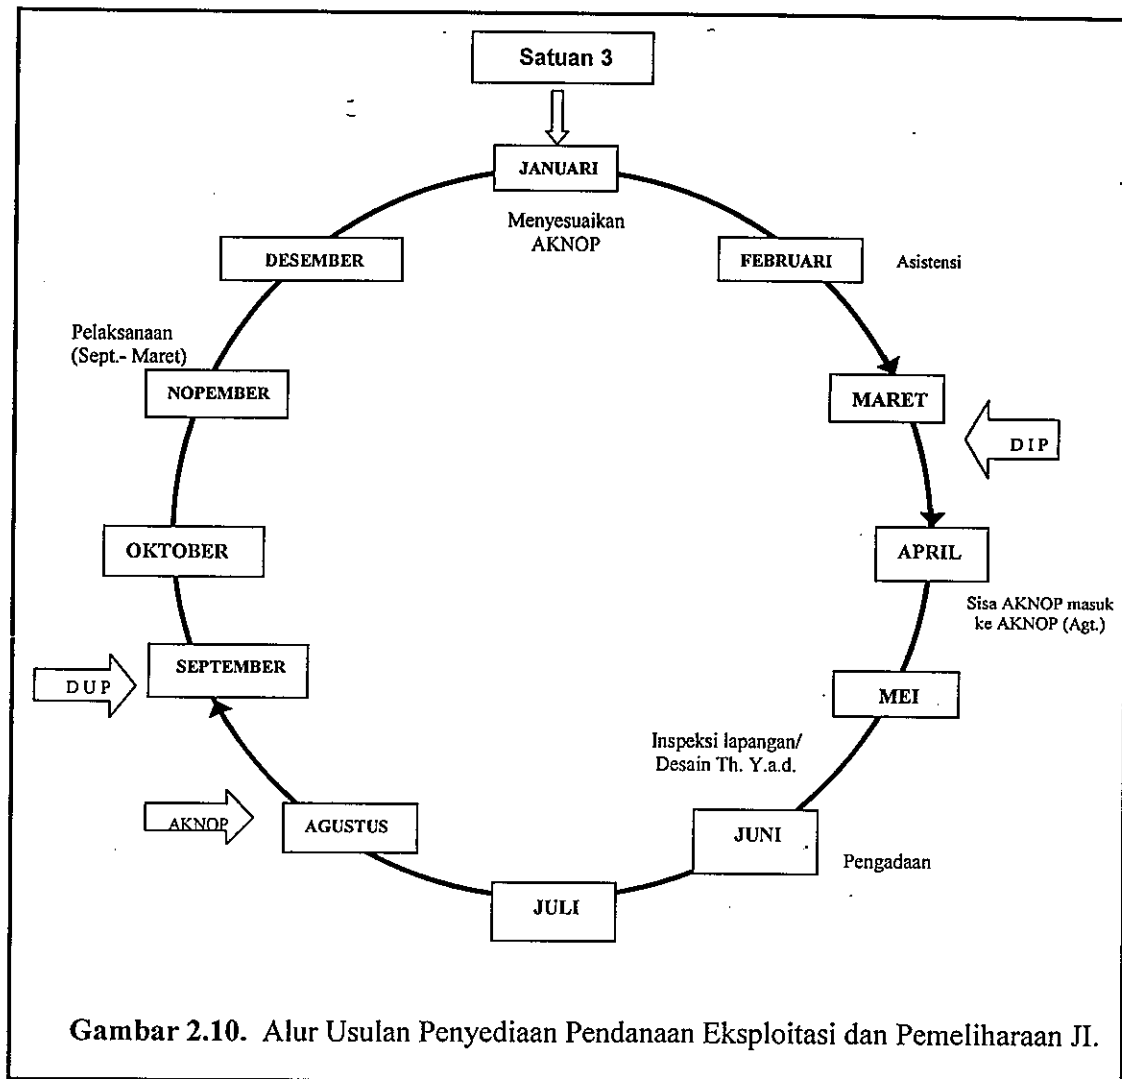 Satuan 3
JANUARI
Menyesuaikan
AKNOP
FEBRUARI
Asistensi
MARET
DIP
APRIL
Sisa AKNOP masuk
ke AKNOP (Agt.)
MEI
Inspeksi lapangan/
Desain Th. Y.a.d.
JUNI
Pengadaan
JULI
AGUSTUS
AKNOP
SEPTEMBER
DUP
OKTOBER
NOPEMBER
Pelaksanaan
(Sept.- Maret)
DESEMBER
Gambar 2.10. Alur Usulan Penyediaan Pendanaan Eksploitasi dan Pemeliharaan JI.